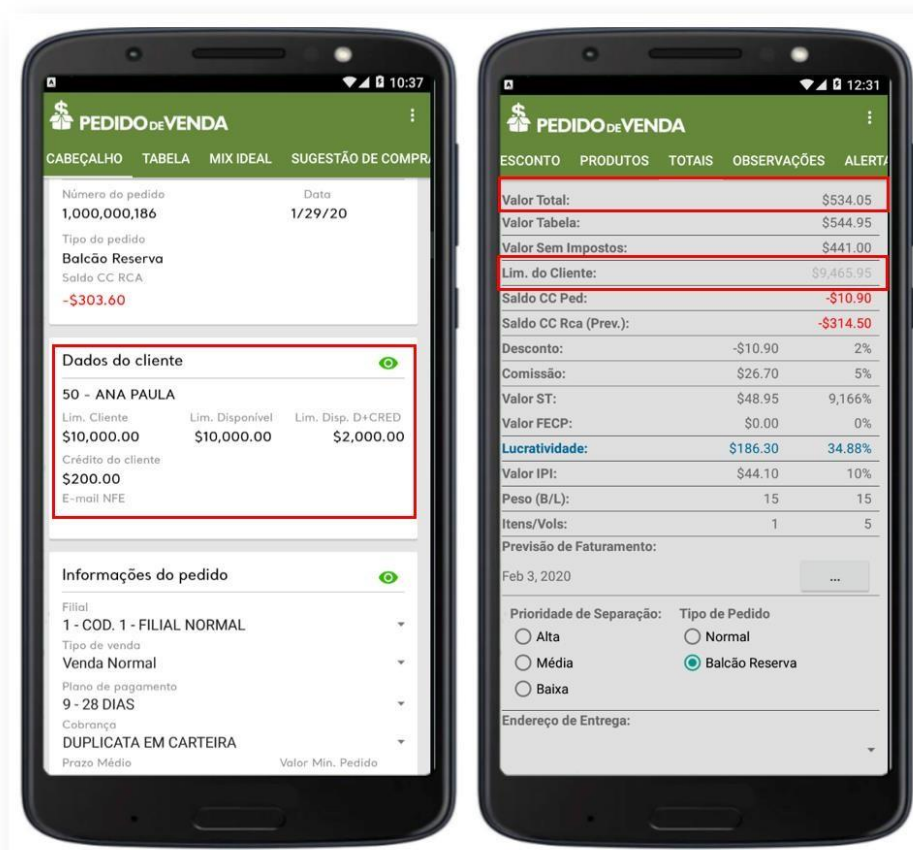 10:37
PEDIDO DE VENDA
CABEÇALHO TABELA MIX IDEAL SUGESTÃO DE COMPR
Número do pedido Data
1,000,000,186 1/29/20
Tipo do pedido
Balcão Reserva
Saldo CC RCA
-$303.60
Dados do cliente
50 - ANA PAULA
Lim. Cliente Lim. Disponível Lim. Disp. D+CRED
$10,000.00 $10,000.00 $2,000.00
Crédito do cliente
$200.00
E-mail NFE
Informações do pedido
Filial
1 - COD. 1 - FILIAL NORMAL
Tipo de venda
Venda Normal
Plano de pagamento
9 - 28 DIAS
Cobrança
DUPLICATA EM CARTEIRA
Prazo Médio Valor Min. Pedido
12:31
PEDIDO DE VENDA
ESCONTO PRODUTOS TOTAIS OBSERVAÇÕES ALERTA
Valor Total: $534.05
Valor Tabela: $544.95
Valor Sem Impostos: $441.00
Lim. do Cliente: $9,465.95
Saldo CC Ped: -$10.90
Saldo CC Rca (Prev.): -$314.50
Desconto: -$10.90 2%
Comissão: $26.70 5%
Valor ST: $48.95 9,166%
Valor FECP: $0.00 0%
Lucratividade: $186.30 34.88%
Valor IPI: $44.10 10%
Peso (B/L): 15 15
Itens/Vols: 1 5
Previsão de Faturamento:
Feb 3, 2020 ...
Prioridade de Separação: Tipo de Pedido
Alta Normal
Média Balcão Reserva
Baixa
Endereço de Entrega: